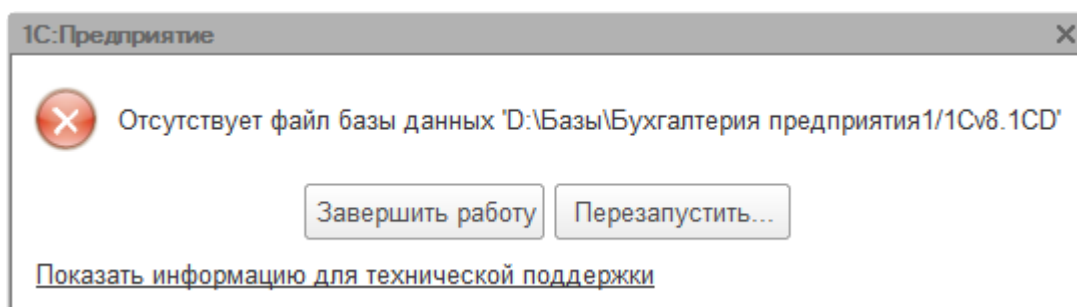 1С:Предприятие
Отсутствует файл базы данных 'D:\Базы\Бухгалтерия предприятия1/1Cv8.1CD'
Завершить работу Перезапустить...
Показать информацию для технической поддержки